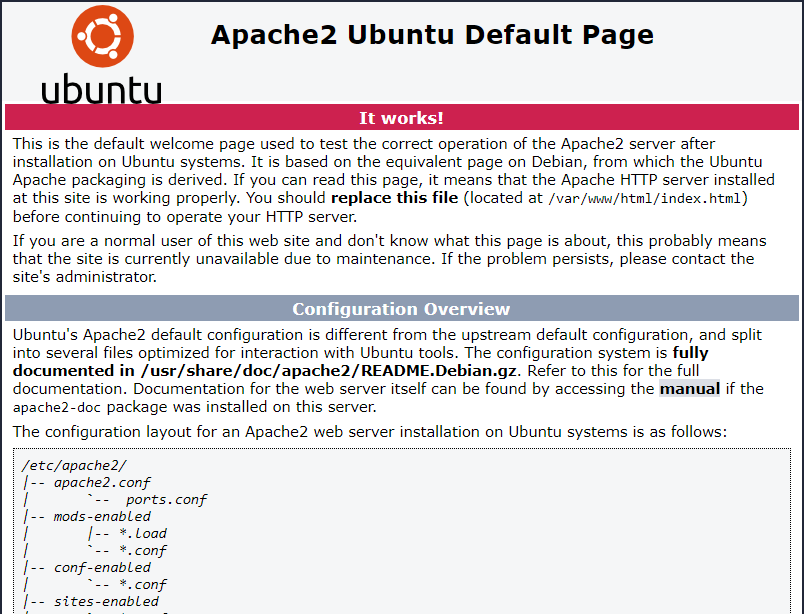 ubuntu
Apache2 Ubuntu Default Page
It works!
This is the default welcome page used to test the correct operation of the Apache2 server after
installation on Ubuntu systems. It is based on the equivalent page on Debian, from which the Ubuntu
Apache packaging is derived. If you can read this page, it means that the Apache HTTP server installed
at this site is working properly. You should replace this file (located at /var/www/html/index.html)
before continuing to operate your HTTP server.
If you are a normal user of this web site and don't know what this page is about, this probably means
that the site is currently unavailable due to maintenance. If the problem persists, please contact the
site's administrator.
Configuration Overview
Ubuntu's Apache2 default configuration is different from the upstream default configuration, and split
into several files optimized for interaction with Ubuntu tools. The configuration system is fully
documented in /usr/share/doc/apache2/README.Debian.gz. Refer to this for the full
documentation. Documentation for the web server itself can be found by accessing the manual if the
apache2-doc package was installed on this server.
The configuration layout for an Apache2 web server installation on Ubuntu systems is as follows:
/etc/apache2/
|-- apache2.conf
|       `--  ports.conf
|-- mods-enabled
|       |-- *.load
|       `-- *.conf
|-- conf-enabled
|       `-- *.conf
|-- sites-enabled